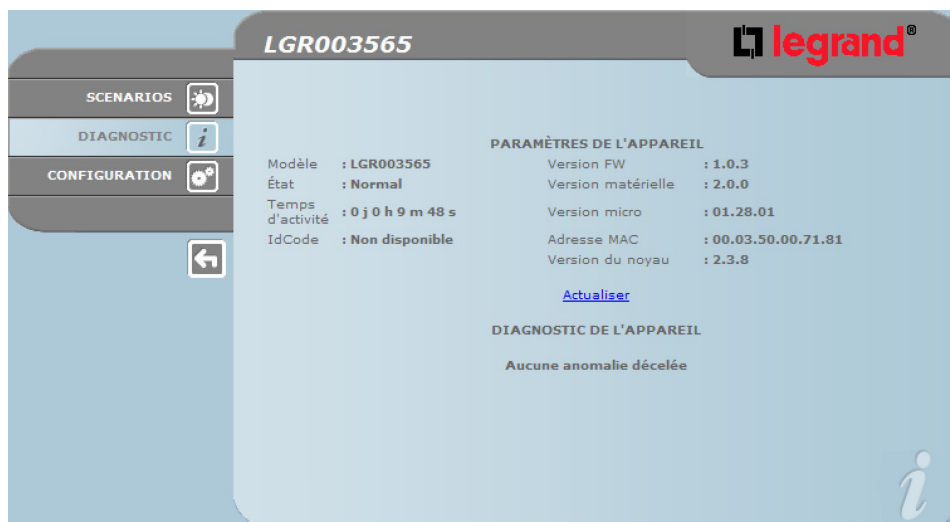 LGR003565
legrand®
SCENARIOS
DIAGNOSTIC
CONFIGURATION
PARAMÈTRES DE L'APPAREIL
Modèle : LGR003565 Version FW : 1.0.3
État : Normal Version matérielle : 2.0.0
Temps d'activité : 0 j 0 h 9 m 48 s Version micro : 01.28.01
IdCode : Non disponible Adresse MAC : 00.03.50.00.71.81
Version du noyau : 2.3.8
Actualiser
DIAGNOSTIC DE L'APPAREIL
Aucune anomalie décelée